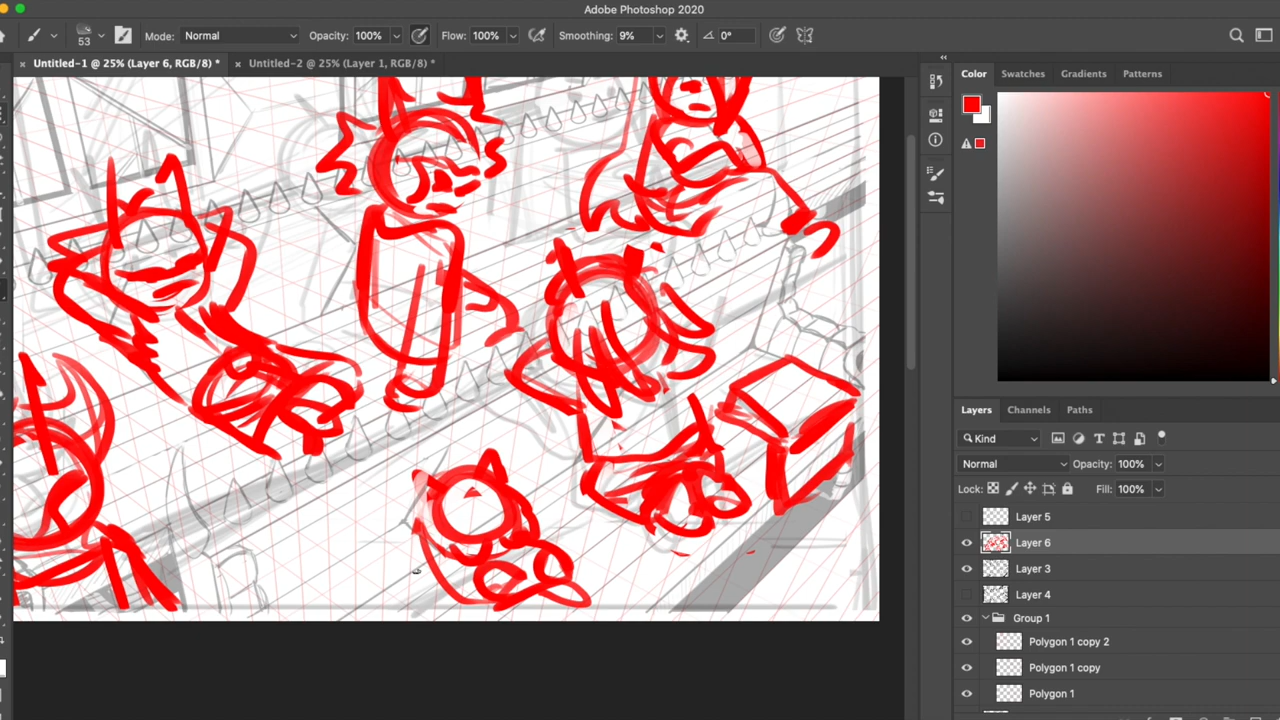 Adobe Photoshop 2020
53 Mode: Normal Opacity: 100% Flow: 100% Smoothing: 9% 0°
× Untitled-1 @ 25% (Layer 6, RGB/8) * × Untitled-2 @ 25% (Layer 1, RGB/8) *
Color Swatches Gradients Patterns
Layers Channels Paths
Kind
Normal Opacity: 100%
Lock: Fill: 100%
Layer 5
Layer 6
Layer 3
Layer 4
Group 1
Polygon 1 copy 2
Polygon 1 copy
Polygon 1